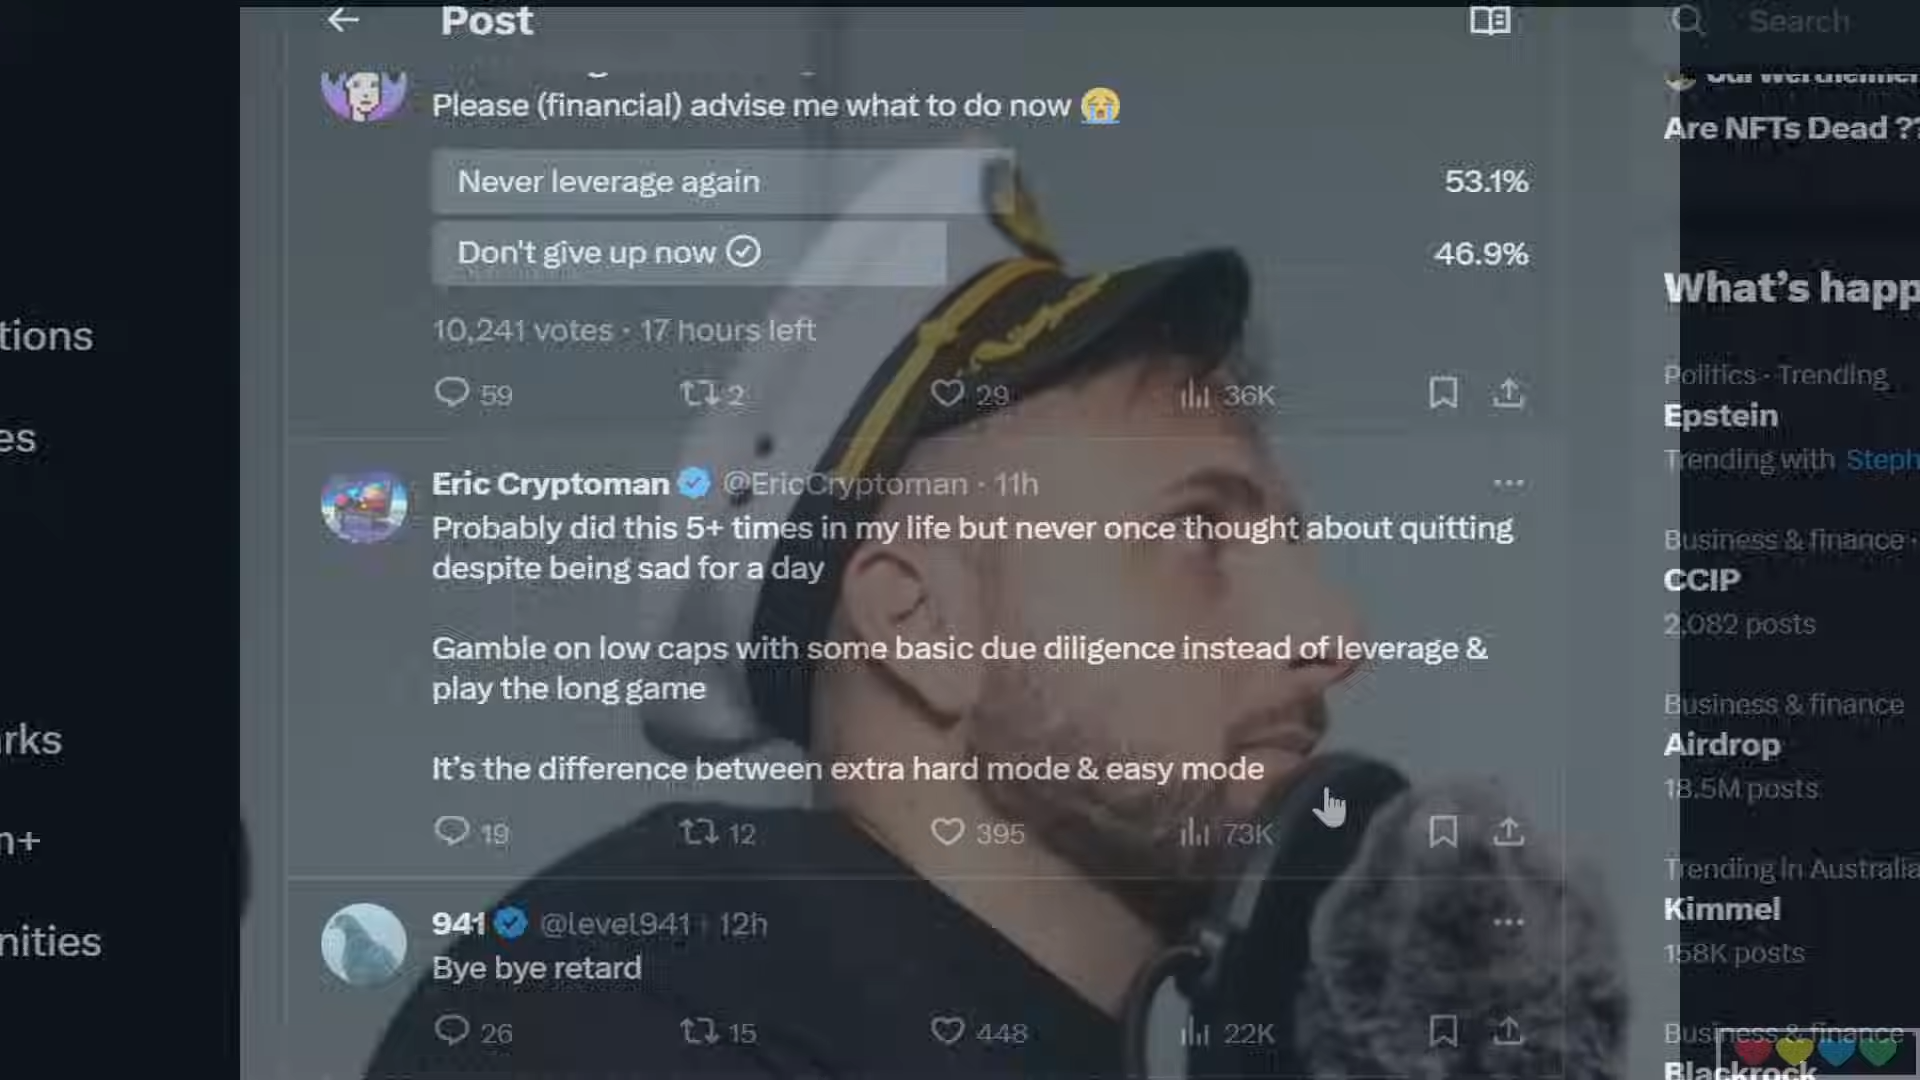 Post
Search
Please (financial) advise me what to do now
Are NFTs Dead ??
Never leverage again
53.1%
Don't give up now
46.9%
10,241 votes · 17 hours left
59
2
29
36K
Eric Cryptoman @EricCryptoman · 11h
Probably did this 5+ times in my life but never once thought about quitting
despite being sad for a day
Gamble on low caps with some basic due diligence instead of leverage &
play the long game
It's the difference between extra hard mode & easy mode
19
12
395
73K
941 @level941 · 12h
Bye bye retard
26
15
448
22K
tions
es
rks
n+
nities
What's happ
Politics · Trending
Epstein
Trending with Steph
Business & finance ·
CCIP
2,082 posts
Business & finance
Airdrop
18.5M posts
Trending in Australia
Kimmel
158K posts
Business & finance
Blackrock